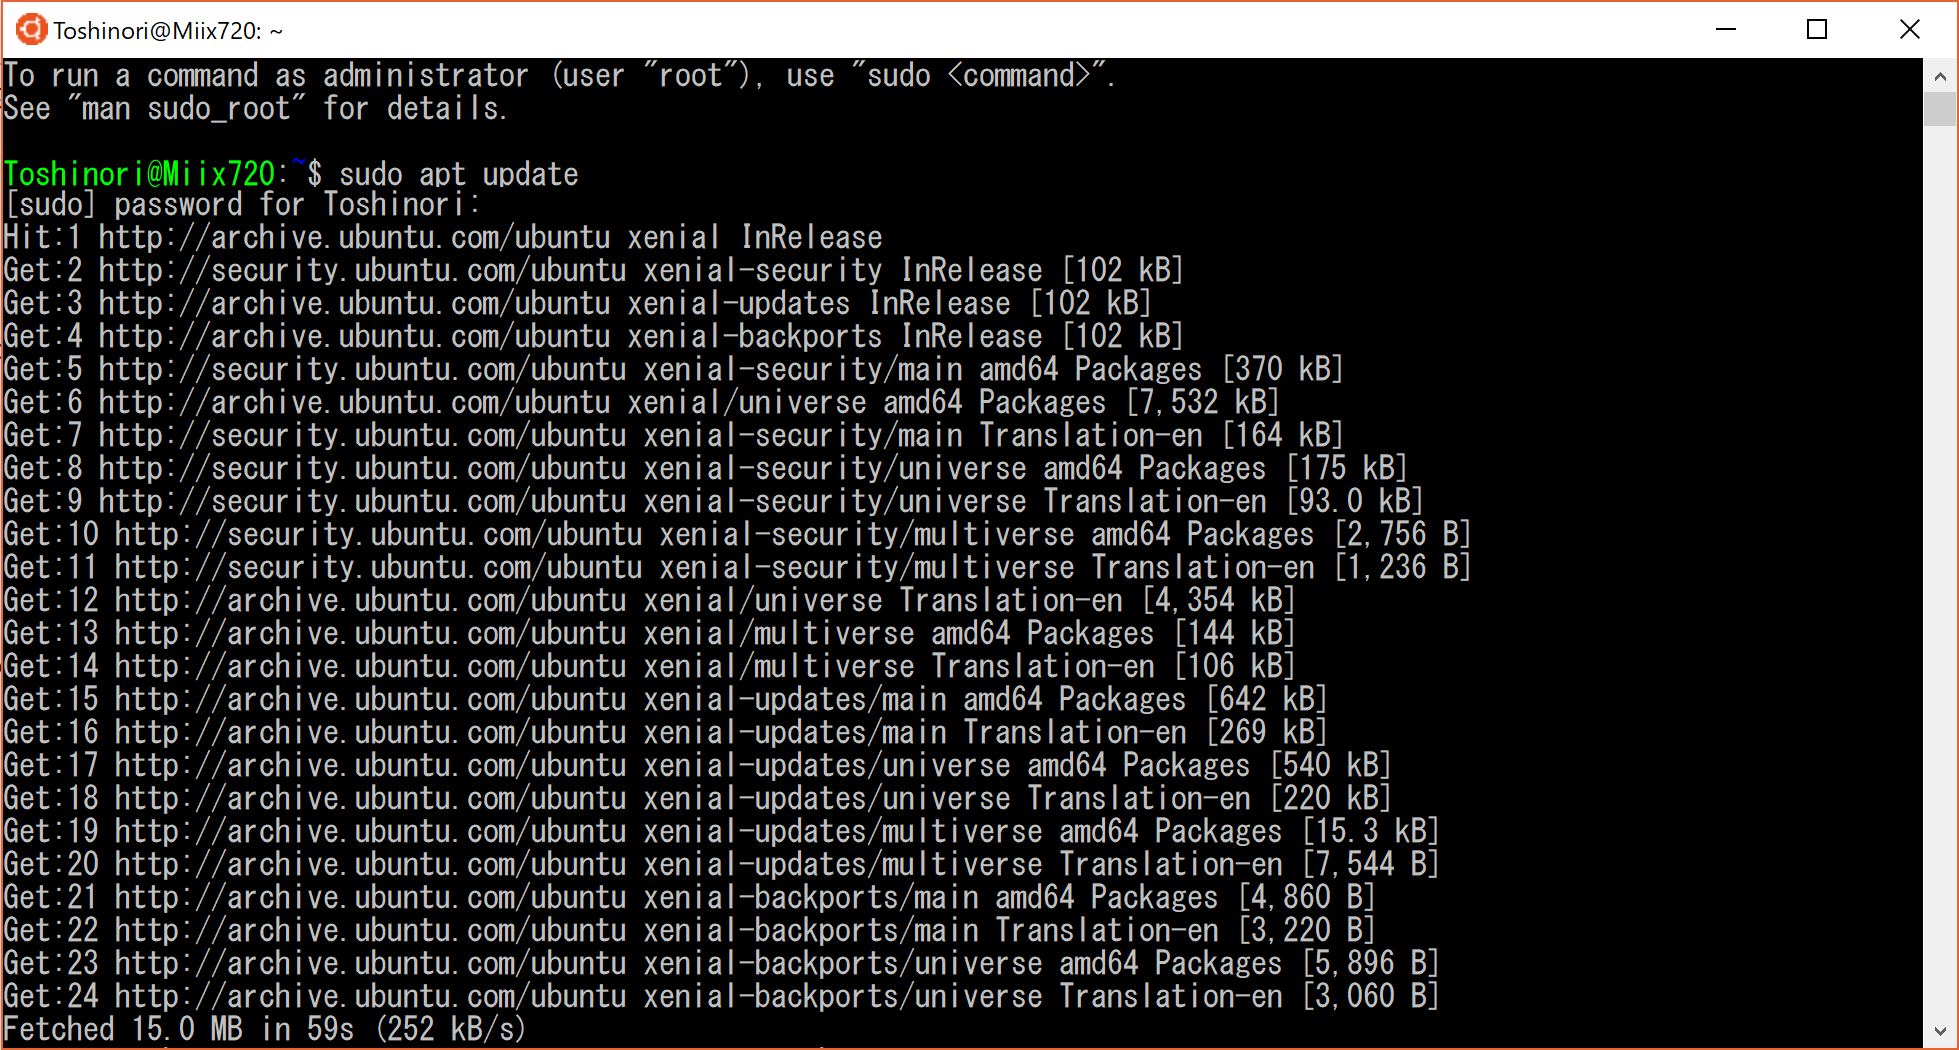 Toshinori@Miix720: ~
To run a command as administrator (user "root"), use "sudo <command>".
See "man sudo_root" for details.
Toshinori@Miix720:~$ sudo apt update
[sudo] password for Toshinori:
Hit:1 http://archive.ubuntu.com/ubuntu xenial InRelease
Get:2 http://security.ubuntu.com/ubuntu xenial-security InRelease [102 kB]
Get:3 http://archive.ubuntu.com/ubuntu xenial-updates InRelease [102 kB]
Get:4 http://archive.ubuntu.com/ubuntu xenial-backports InRelease [102 kB]
Get:5 http://security.ubuntu.com/ubuntu xenial-security/main amd64 Packages [370 kB]
Get:6 http://archive.ubuntu.com/ubuntu xenial/universe amd64 Packages [7,532 kB]
Get:7 http://security.ubuntu.com/ubuntu xenial-security/main Translation-en [164 kB]
Get:8 http://security.ubuntu.com/ubuntu xenial-security/universe amd64 Packages [175 kB]
Get:9 http://security.ubuntu.com/ubuntu xenial-security/universe Translation-en [93.0 kB]
Get:10 http://security.ubuntu.com/ubuntu xenial-security/multiverse amd64 Packages [2,756 B]
Get:11 http://security.ubuntu.com/ubuntu xenial-security/multiverse Translation-en [1,236 B]
Get:12 http://archive.ubuntu.com/ubuntu xenial/universe Translation-en [4,354 kB]
Get:13 http://archive.ubuntu.com/ubuntu xenial/multiverse amd64 Packages [144 kB]
Get:14 http://archive.ubuntu.com/ubuntu xenial/multiverse Translation-en [106 kB]
Get:15 http://archive.ubuntu.com/ubuntu xenial-updates/main amd64 Packages [642 kB]
Get:16 http://archive.ubuntu.com/ubuntu xenial-updates/main Translation-en [269 kB]
Get:17 http://archive.ubuntu.com/ubuntu xenial-updates/universe amd64 Packages [540 kB]
Get:18 http://archive.ubuntu.com/ubuntu xenial-updates/universe Translation-en [220 kB]
Get:19 http://archive.ubuntu.com/ubuntu xenial-updates/multiverse amd64 Packages [15.3 kB]
Get:20 http://archive.ubuntu.com/ubuntu xenial-updates/multiverse Translation-en [7,544 B]
Get:21 http://archive.ubuntu.com/ubuntu xenial-backports/main amd64 Packages [4,860 B]
Get:22 http://archive.ubuntu.com/ubuntu xenial-backports/main Translation-en [3,220 B]
Get:23 http://archive.ubuntu.com/ubuntu xenial-backports/universe amd64 Packages [5,896 B]
Get:24 http://archive.ubuntu.com/ubuntu xenial-backports/universe Translation-en [3,060 B]
Fetched 15.0 MB in 59s (252 kB/s)